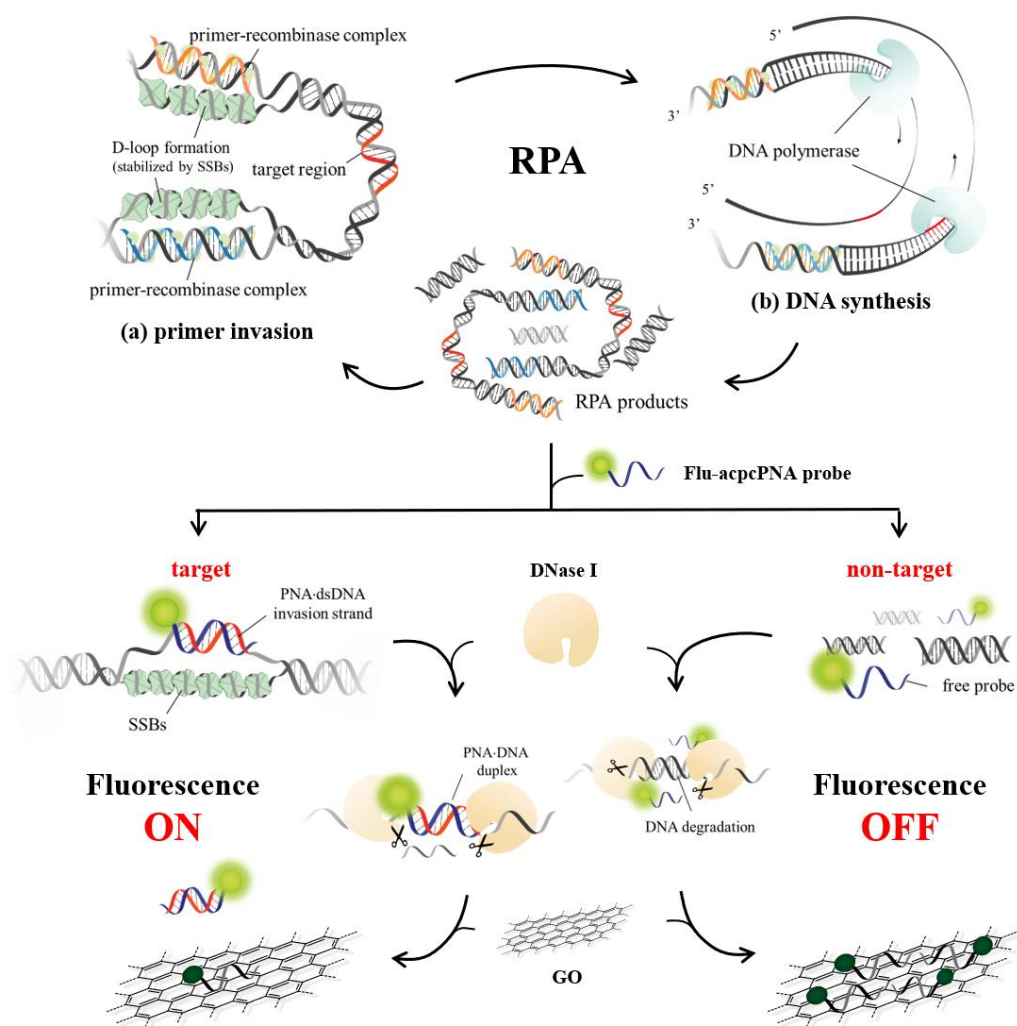 primer-recombinase complex
D-loop formation
(stabilized by SSBs)
target region
primer-recombinase complex
(a) primer invasion
RPA
5’
3’
DNA polymerase
5’
3’
(b) DNA synthesis
RPA products
Flu-acpcPNA probe
target
DNase I
non-target
PNA·dsDNA
invasion strand
SSBs
free probe
PNA·DNA
duplex
DNA degradation
Fluorescence
ON
Fluorescence
OFF
GO